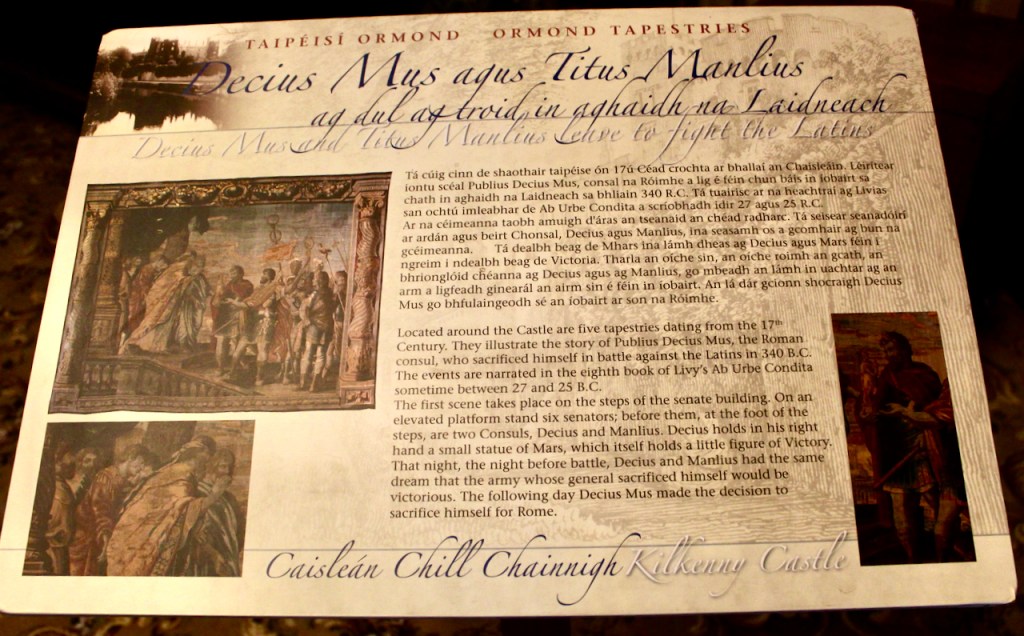 TAIPÉISÍ ORMOND ORMOND TAPESTRIES
Decius Mus agus Titus Manlius
ag dul ag troid in aghaidh na Laidneach
Decius Mus and Titus Manlius leave to fight the Latins
Tá cúig cinn de shaothair taipéise ón 17ú Céad crochta ar bhallaí an Chaisleáin. Léirítear
iontu scéal Publius Decius Mus, consal na Róimhe a lig é féin chun báis in íobairt sa
chath in aghaidh na Laidneach sa bhliain 340 R.C. Tá tuairisc ar na heachtraí ag Livias
san ochtú imleabhar de Ab Urbe Condita a scríobhadh idir 27 agus 25 R.C.
Ar na céimeanna taobh amuigh d'áras an tseanaid an chéad radharc. Tá seisear seanadóirí
ar ardán agus beirt Chonsal, Decius agus Manlius, ina seasamh os a gcomhair ag bun na
gcéimeanna. Tá dealbh beag de Mhars ina lámh dheas ag Decius agus Mars féin i
ngreim i ndealbh beag de Victoria. Tharla an oíche sin, an oíche roimh an gcath, an
bhrionglóid chéanna ag Decius agus ag Manlius, go mbeadh an lámh in uachtar ag an
arm a ligfeadh ginearál an airm sin é féin in íobairt. An lá dár gcionn shocraigh Decius
Mus go bhfulaingeodh sé an íobairt ar son na Róimhe.
Located around the Castle are five tapestries dating from the 17th
Century. They illustrate the story of Publius Decius Mus, the Roman
consul, who sacrificed himself in battle against the Latins in 340 B.C.
The events are narrated in the eighth book of Livy's Ab Urbe Condita
sometime between 27 and 25 B.C.
The first scene takes place on the steps of the senate building. On an
elevated platform stand six senators; before them, at the foot of the
steps, are two Consuls, Decius and Manlius. Decius holds in his right
hand a small statue of Mars, which itself holds a little figure of Victory.
That night, the night before battle, Decius and Manlius had the same
dream that the army whose general sacrificed himself would be
victorious. The following day Decius Mus made the decision to
sacrifice himself for Rome.
Caisleán Chill Chainnigh Kilkenny Castle